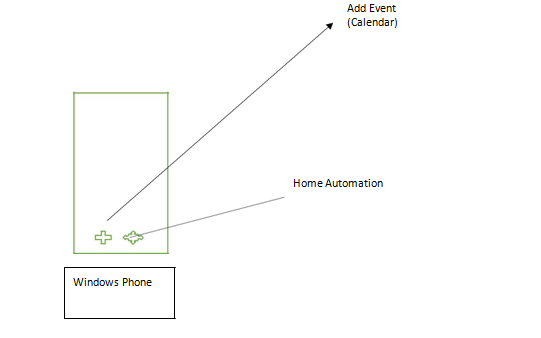 Add Event
(Calendar)
Home Automation
Windows Phone